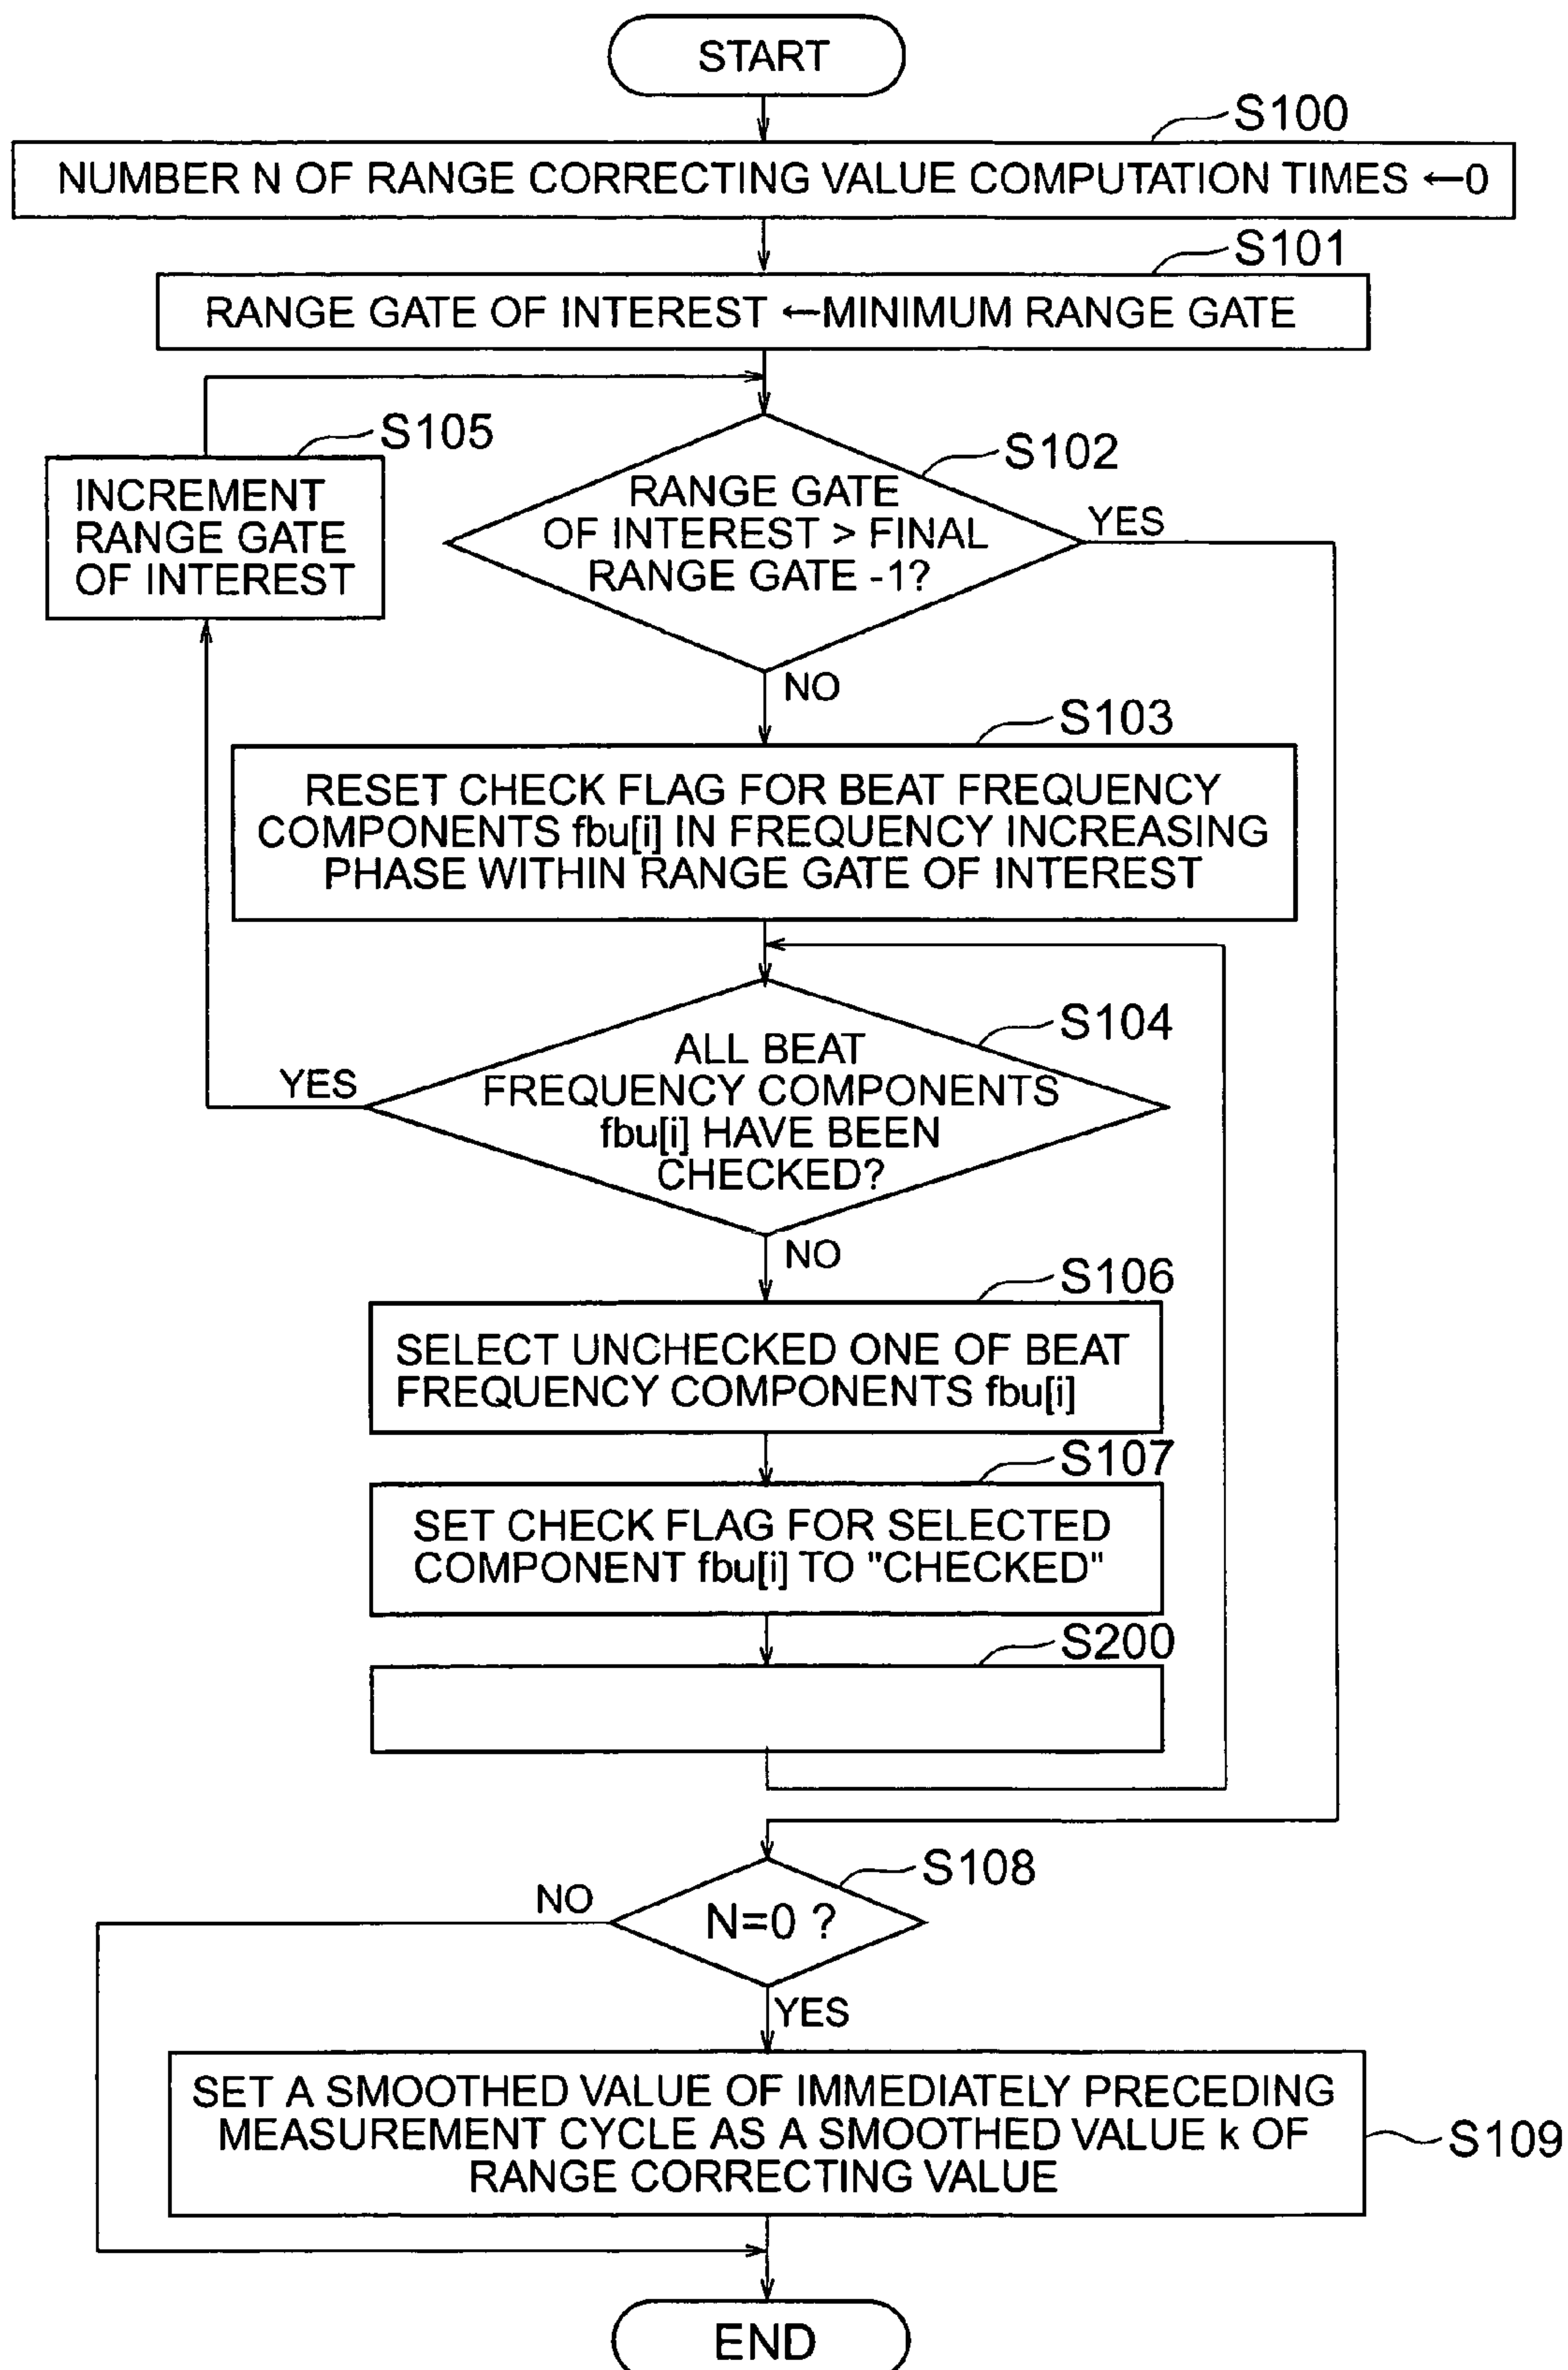 START
S100
NUMBER N OF RANGE CORRECTING VALUE COMPUTATION TIMES ←0
S101
RANGE GATE OF INTEREST ←MINIMUM RANGE GATE
S105
INCREMENT
RANGE GATE
OF INTEREST
S102
RANGE GATE
OF INTEREST > FINAL
RANGE GATE -1?
YES
NO
S103
RESET CHECK FLAG FOR BEAT FREQUENCY
COMPONENTS fbu[i] IN FREQUENCY INCREASING
PHASE WITHIN RANGE GATE OF INTEREST
S104
ALL BEAT
FREQUENCY COMPONENTS
fbu[i] HAVE BEEN
CHECKED?
YES
NO
S106
SELECT UNCHECKED ONE OF BEAT
FREQUENCY COMPONENTS fbu[i]
S107
SET CHECK FLAG FOR SELECTED
COMPONENT fbu[i] TO "CHECKED"
S200
S108
N=0 ?
NO
YES
SET A SMOOTHED VALUE OF IMMEDIATELY PRECEDING
MEASUREMENT CYCLE AS A SMOOTHED VALUE k OF
RANGE CORRECTING VALUE
S109
END